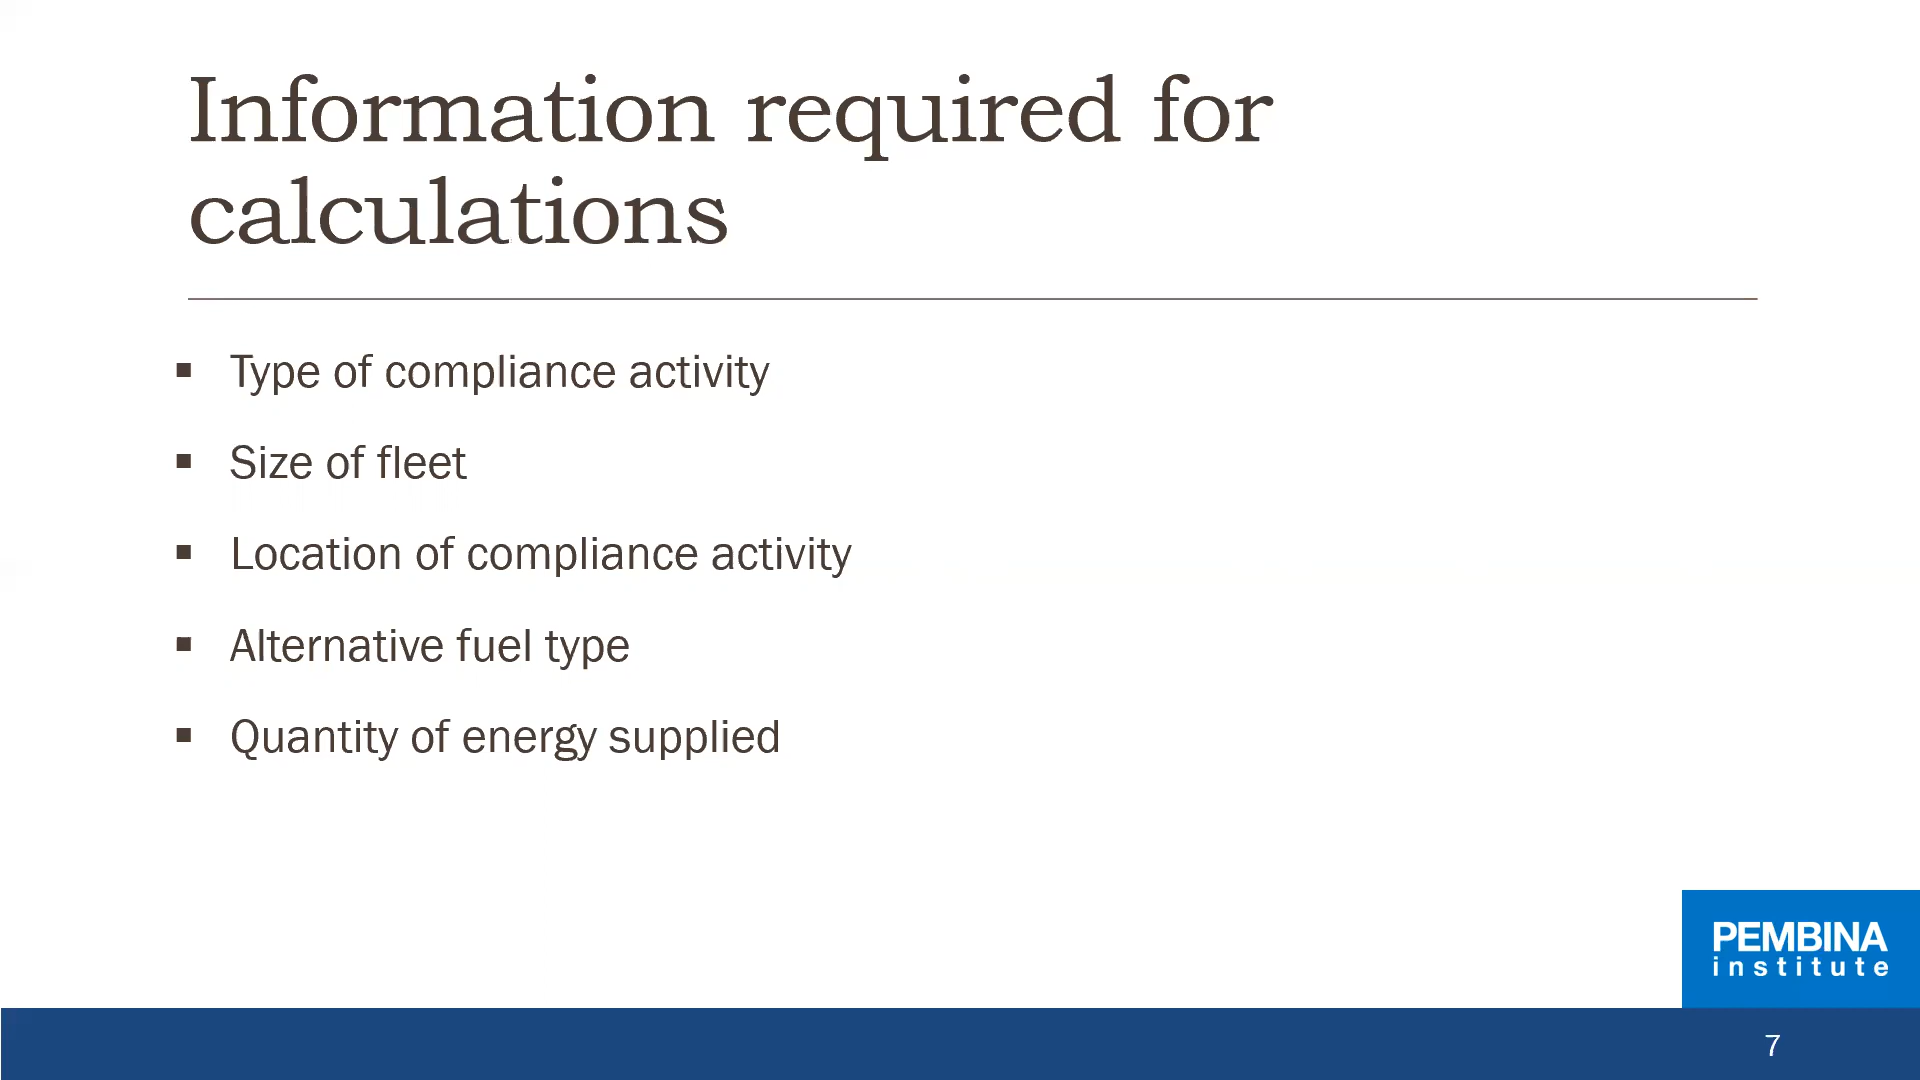 Information required for
calculations
▪ Type of compliance activity
▪ Size of fleet
▪ Location of compliance activity
▪ Alternative fuel type
▪ Quantity of energy supplied
PEMBINA
institute
7